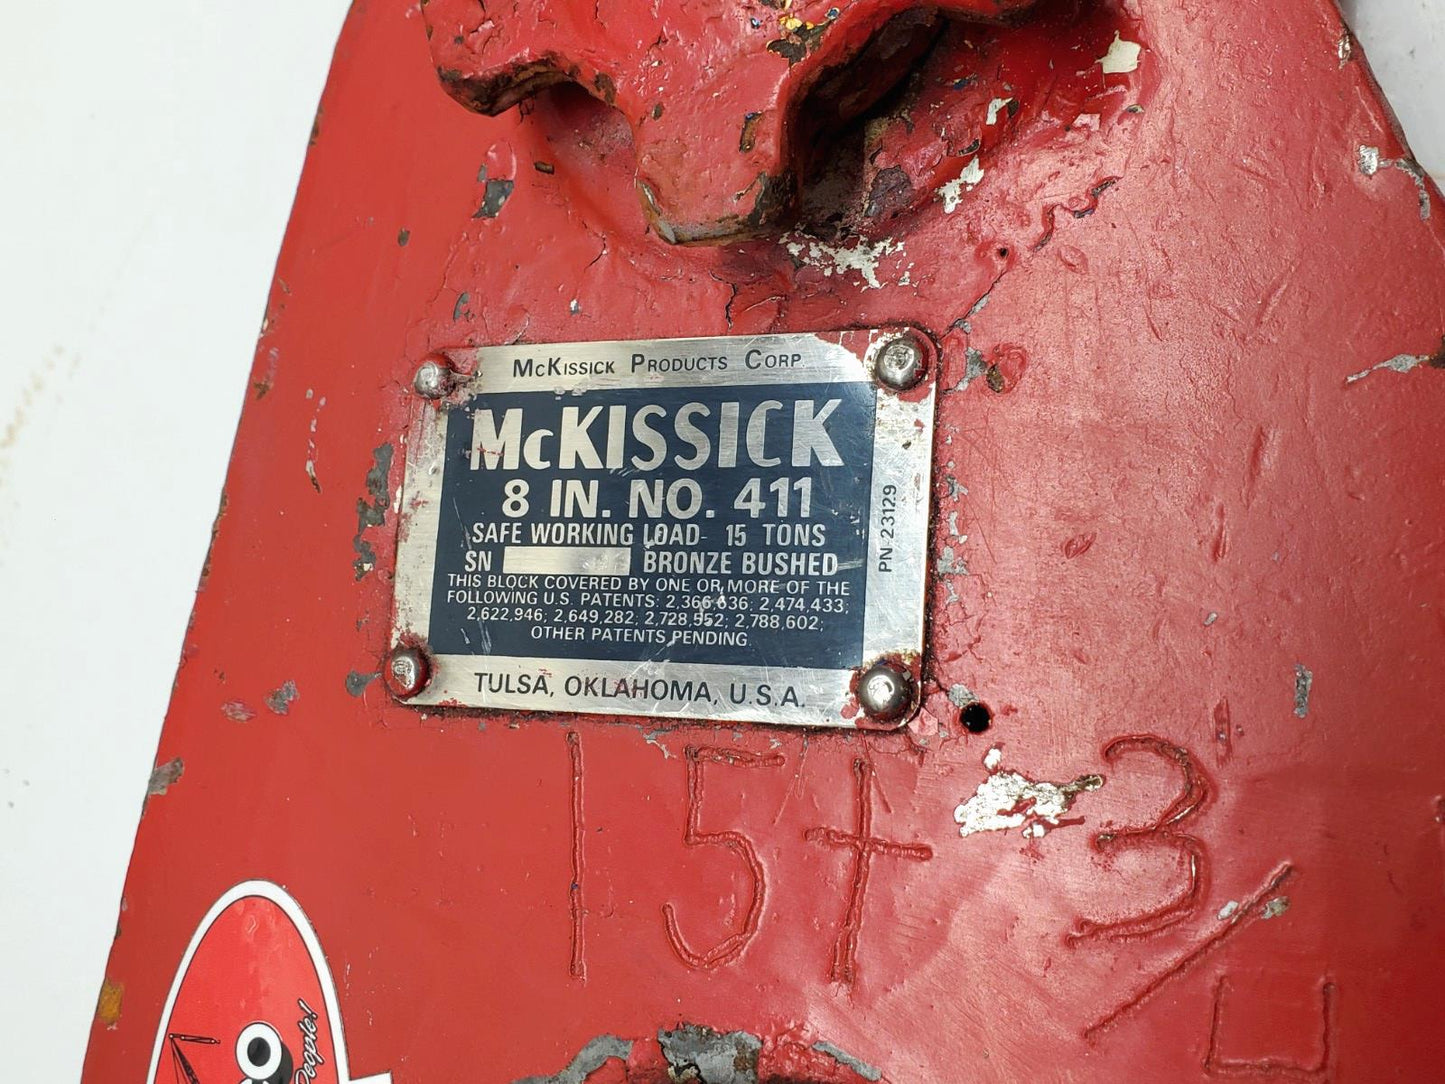 McKissick Products Corp.
McKISSICK
8 IN. NO. 411
SAFE WORKING LOAD- 15 TONS
SN BRONZE BUSHED
THIS BLOCK COVERED BY ONE OR MORE OF THE
FOLLOWING U.S. PATENTS: 2,366,636; 2,474,433;
2,622,946; 2,649,282; 2,728,552; 2,788,602;
OTHER PATENTS PENDING.
TULSA, OKLAHOMA, U.S.A.
PN-23129
15t 3/4
People!